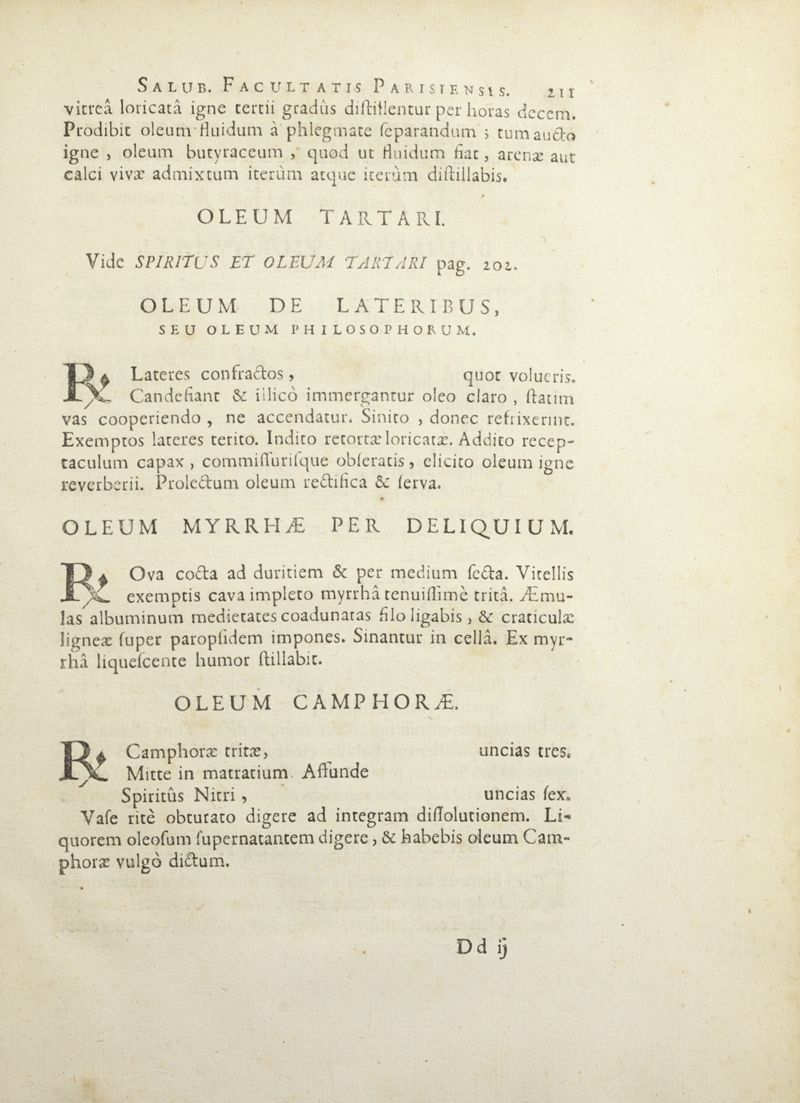 SALUB. FACULTATIS PARISIENSIS. 211
vitreâ loricatâ igne tertii gradûs diſtillentur per horas decem.
Prodibit oleum fluidum à phlegmate ſeparandum ; tum aucto
igne , oleum butyraceum , quod ut fluidum fiat, arenæ aut
calci vivæ admixtum iterùm atque iterùm diſtillabis.
OLEUM TARTARI.
Vide SPIRITUS ET OLEUM TARTARI pag. 202.
OLEUM DE LATERIBUS,
SEU OLEUM PHILOSOPHORUM.
℞ Lateres confractos, quot volueris.
Candefiant & illicò immergantur oleo claro , ſtatim
vas cooperiendo , ne accendatur. Sinito , donec refrixerint.
Exemptos lateres terito. Indito retortæ loricatæ. Addito recep-
taculum capax , commiſſuriſque obſeratis, elicito oleum igne
reverberii. Prolectum oleum rectifica & ſerva.
OLEUM MYRRHÆ PER DELIQUIUM.
℞ Ova cocta ad duritiem & per medium ſecta. Vitellis
exemptis cava impleto myrrhâ tenuiſſimè tritâ. Æmu-
las albuminum medietates coadunatas filo ligabis , & craticulæ
ligneæ ſuper paropſidem impones. Sinantur in cellâ. Ex myr-
rhâ liqueſcente humor ſtillabit.
OLEUM CAMPHORÆ.
℞ Camphoræ tritæ, uncias tres.
Mitte in matratium. Affunde
Spiritûs Nitri , uncias ſex.
Vaſe ritè obturato digere ad integram diſſolutionem. Li-
quorem oleoſum ſupernatantem digere, & habebis oleum Cam-
phoræ vulgò dictum.
Dd ij